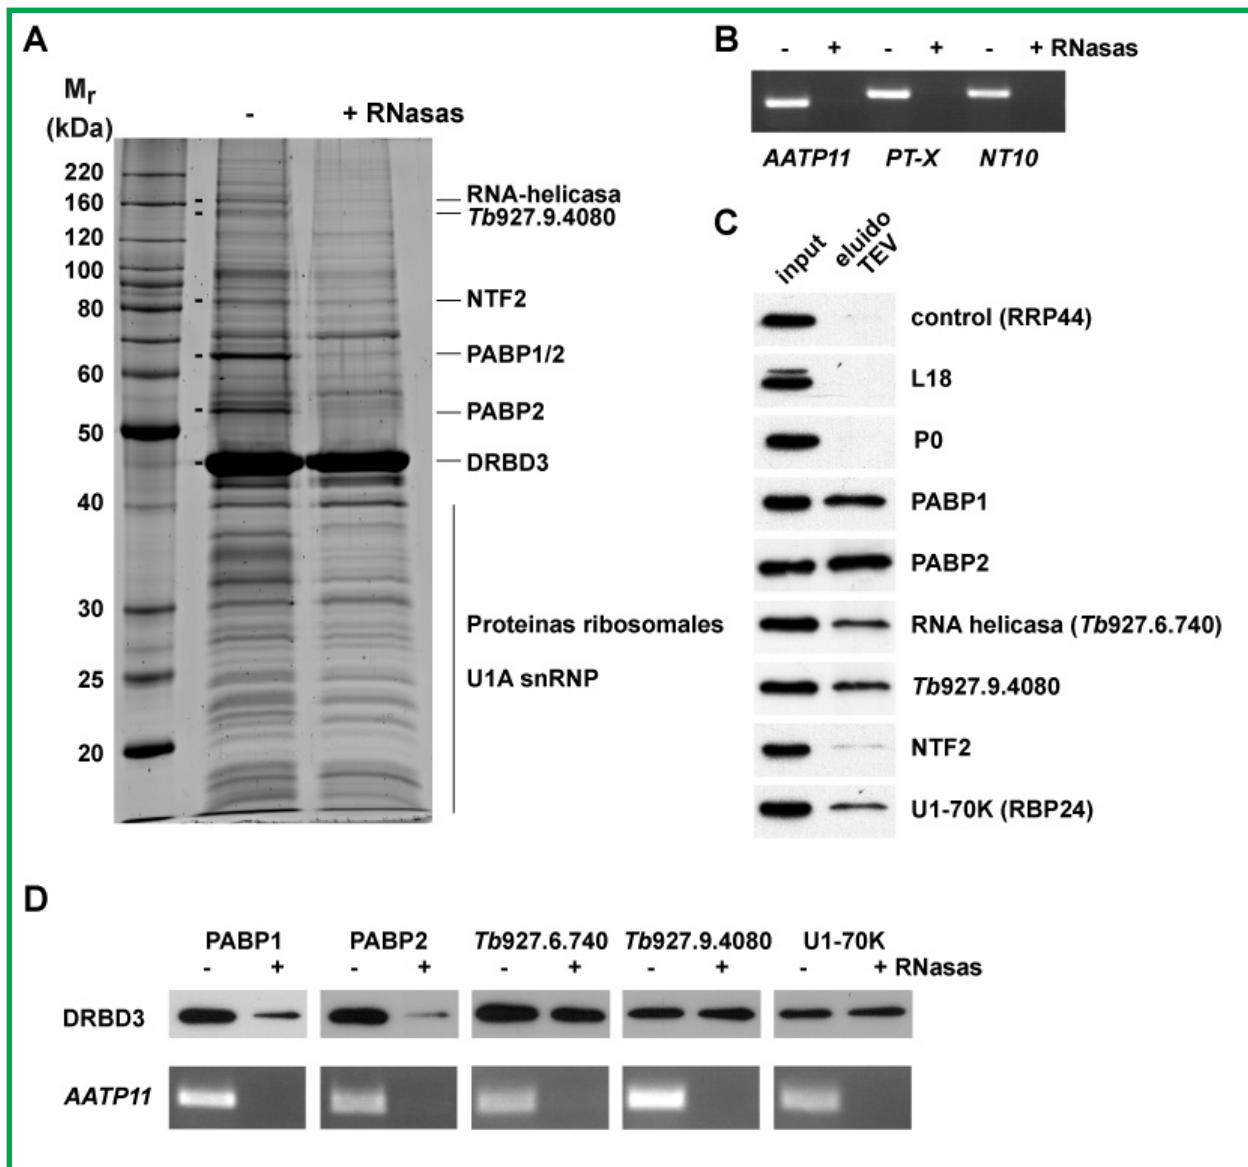 A
Mr
(kDa)
- + RNasas
220
160
120
100
80
60
50
40
30
25
20
RNA-helicasa
Tb927.9.4080
NTF2
PABP1/2
PABP2
DRBD3
Proteinas ribosomales
U1A snRNP
B
- + - + - + RNasas
AATP11 PT-X NT10
C
input eluido TEV
control (RRP44)
L18
P0
PABP1
PABP2
RNA helicasa (Tb927.6.740)
Tb927.9.4080
NTF2
U1-70K (RBP24)
D
PABP1 PABP2 Tb927.6.740 Tb927.9.4080 U1-70K
- + - + - + - + - + RNasas
DRBD3
AATP11